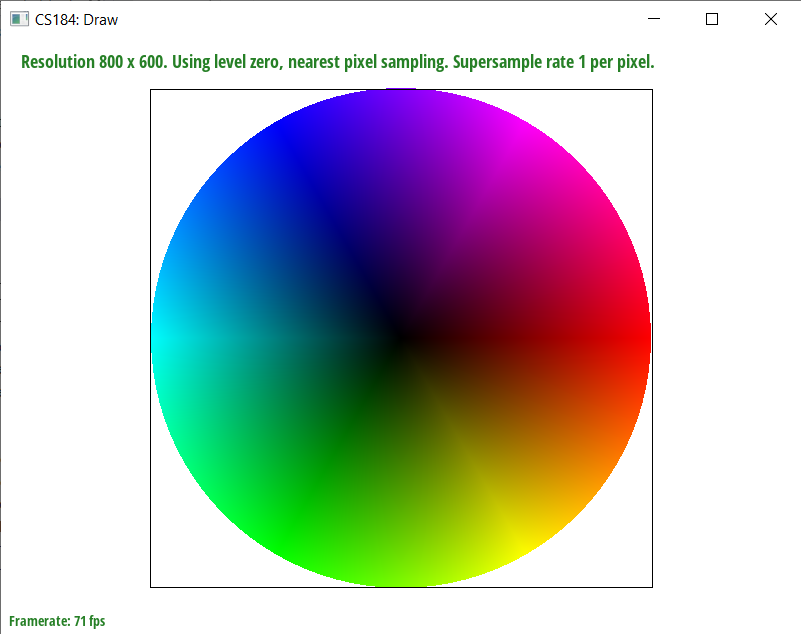 CS184: Draw
Resolution 800 x 600. Using level zero, nearest pixel sampling. Supersample rate 1 per pixel.
Framerate: 71 fps